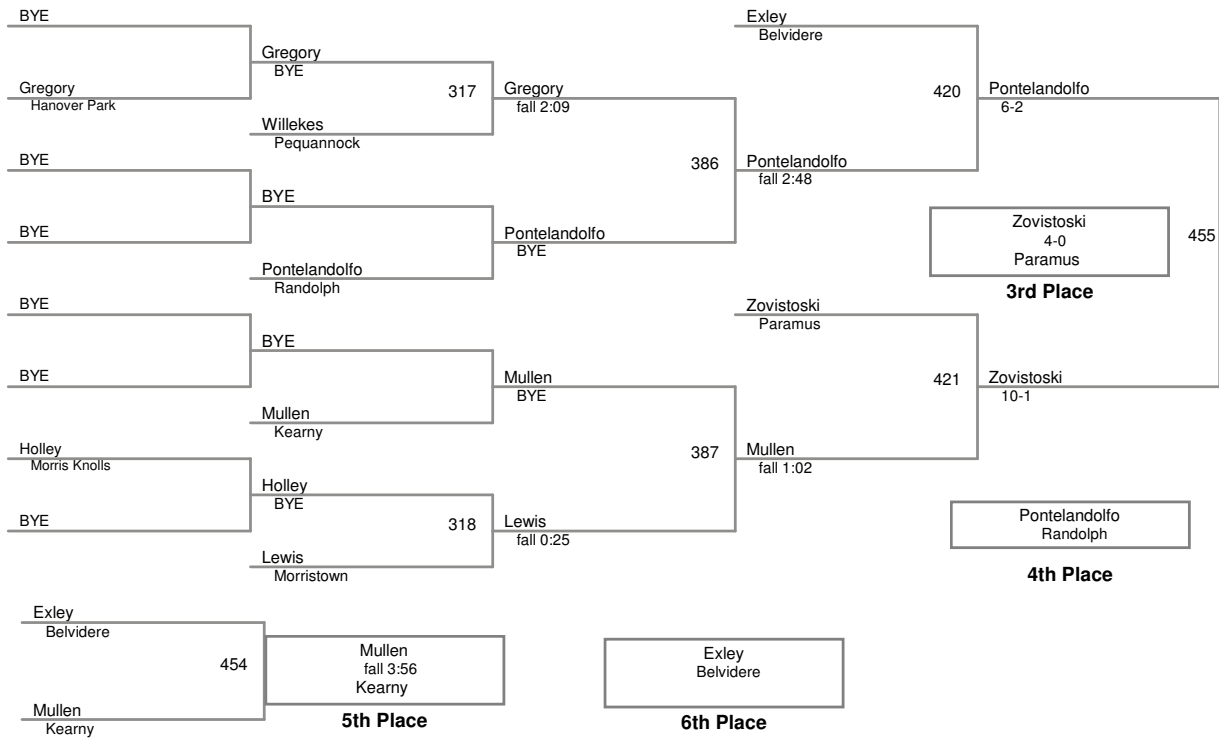 BYE
Gregory
Hanover Park
BYE
BYE
BYE
BYE
Holley
Morris Knolls
BYE
Gregory
BYE
Willekes
Pequannock
BYE
Pontelandolfo
Randolph
BYE
Mullen
Kearny
Holley
BYE
Lewis
Morristown
317
318
Gregory
fall 2:09
Pontelandolfo
BYE
Mullen
BYE
Lewis
fall 0:25
386
387
Exley
Belvidere
Pontelandolfo
fall 2:48
Zovistoski
Paramus
Mullen
fall 1:02
420
421
Pontelandolfo
6-2
Zovistoski
10-1
455
Zovistoski
4-0
Paramus
3rd Place
Pontelandolfo
Randolph
4th Place
Exley
Belvidere
Mullen
Kearny
454
Mullen
fall 3:56
Kearny
5th Place
Exley
Belvidere
6th Place